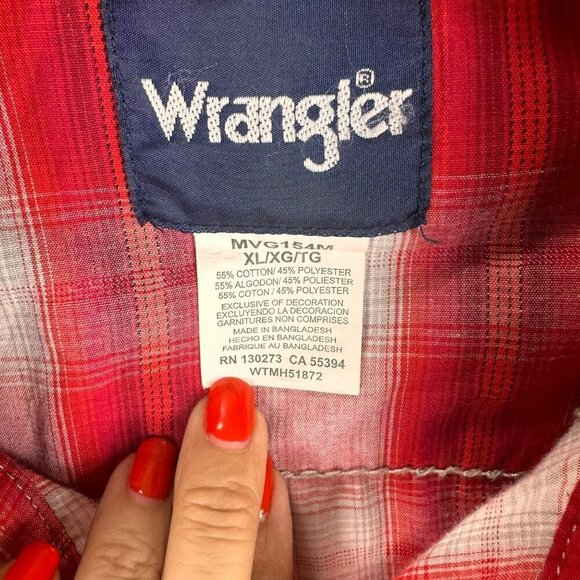 Wrangler®
MVG154M
XL/XG/TG
55% COTTON/ 45% POLYESTER
55% ALGODON/ 45% POLIESTER
55% COTON / 45% POLYESTER
EXCLUSIVE OF DECORATION
EXCLUYENDO LA DECORACION
GARNITURES NON COMPRISES
MADE IN BANGLADESH
HECHO EN BANGLADESH
FABRIQUE AU BANGLADESH
RN 130273 CA 55394
WTMH51872